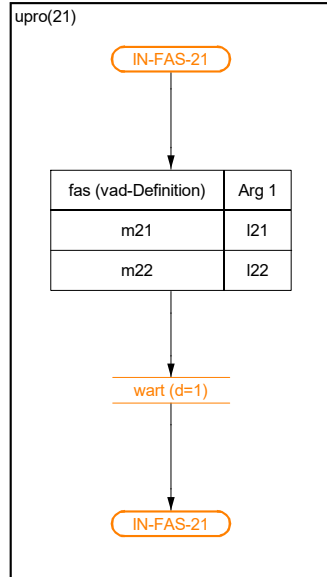 upro(21)
IN-FAS-21
fas (vad-Definition) Arg 1
m21 l21
m22 l22
wart (d=1)
IN-FAS-21